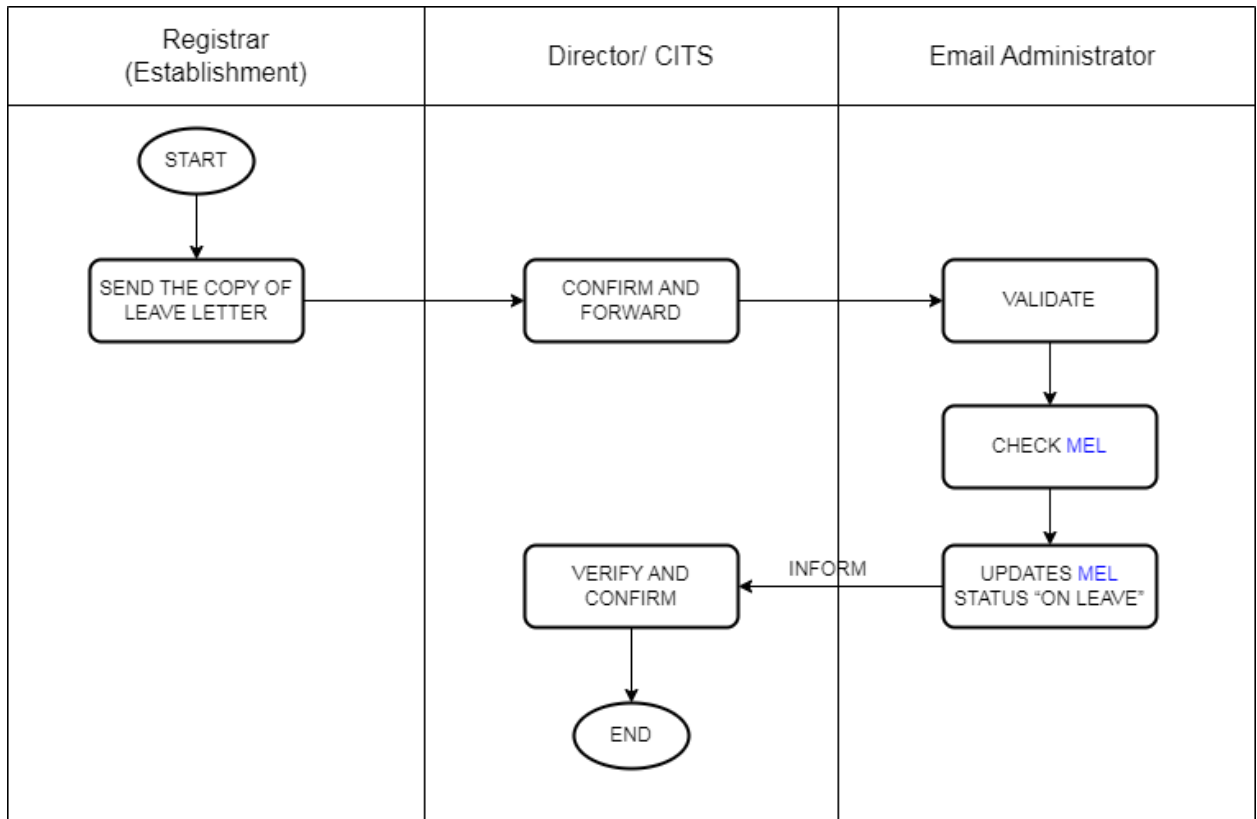 Registrar
(Establishment)
Director/ CITS
Email Administrator
START
SEND THE COPY OF
LEAVE LETTER
CONFIRM AND
FORWARD
VALIDATE
CHECK MEL
UPDATES MEL
STATUS “ON LEAVE”
INFORM
VERIFY AND
CONFIRM
END